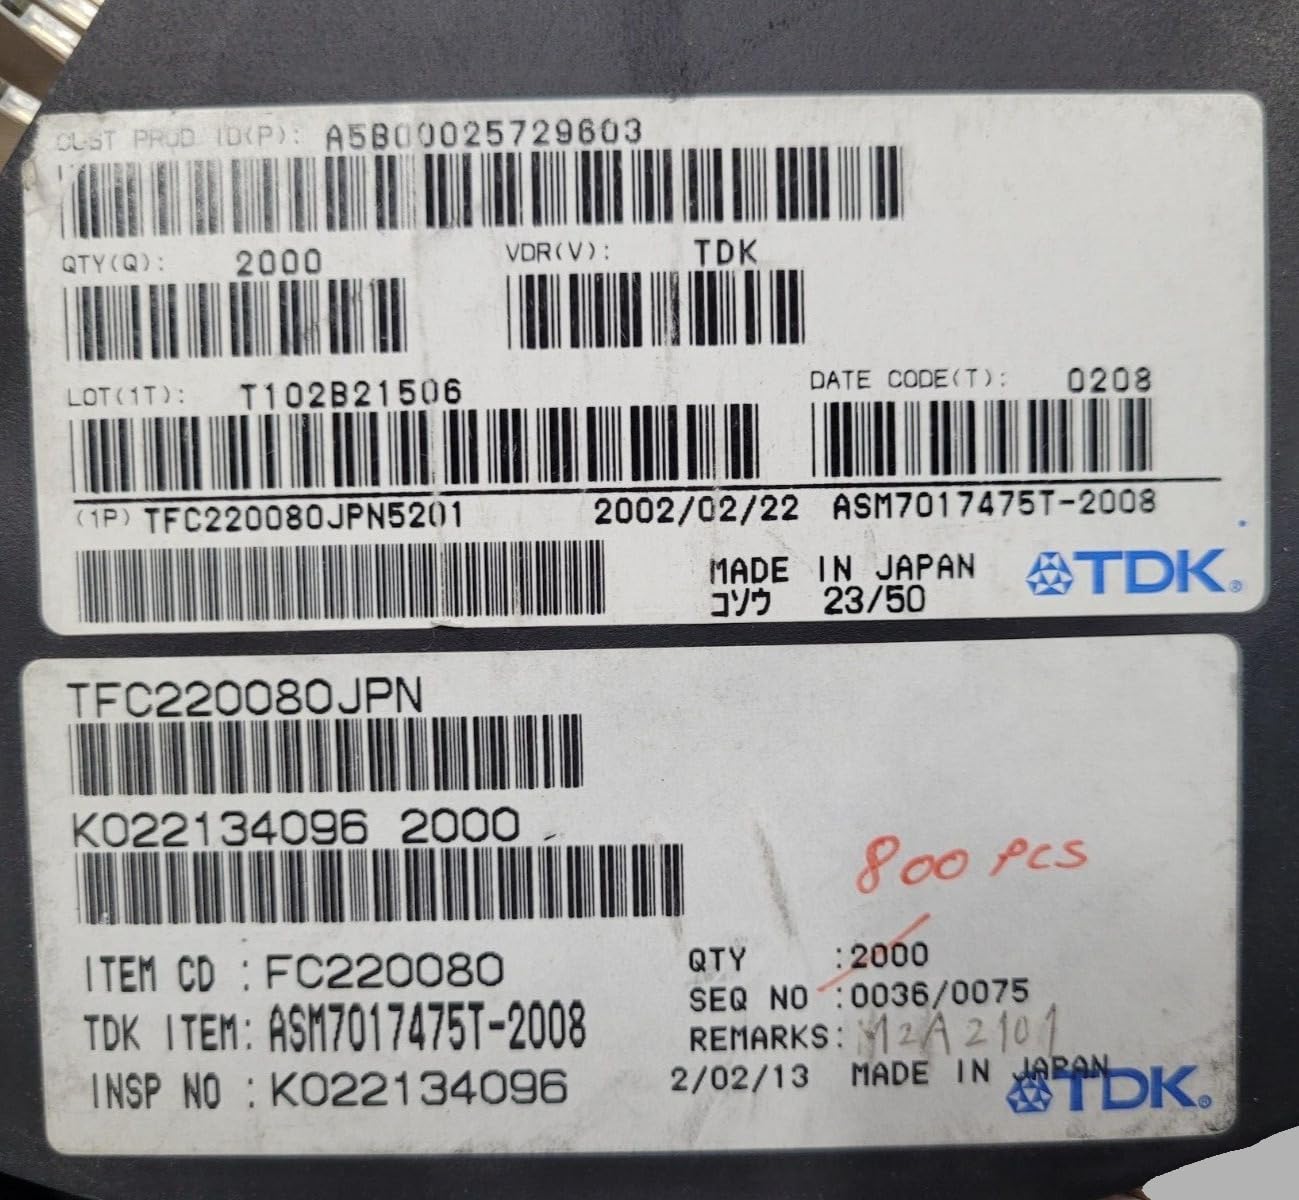 CUST PROD ID(P): A5B00025729603
QTY(Q): 2000 VDR(V): TDK
LOT(1T): T102B21506 DATE CODE(T): 0208
(1P) TFC220080JPN5201 2002/02/22 ASM7017475T-2008
MADE IN JAPAN TDK®
コソウ 23/50
TFC220080JPN
K022134096 2000
800 PCS
ITEM CD : FC220080 QTY :2000
SEQ NO :0036/0075
TDK ITEM: ASM7017475T-2008 REMARKS: M2A2101
INSP NO : K022134096 2/02/13 MADE IN JAPAN
TDK®